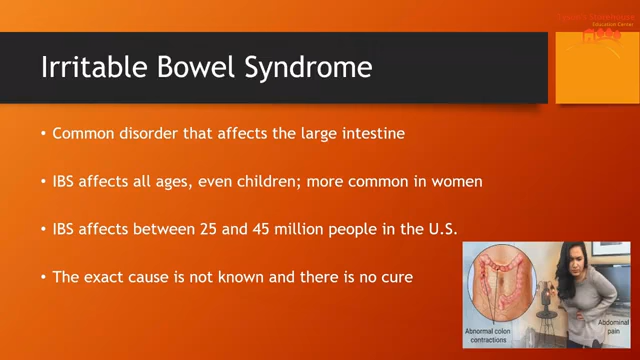 Education Center
Irritable Bowel Syndrome
• Common disorder that affects the large intestine
• IBS affects all ages, even children; more common in women
• IBS affects between 25 and 45 million people in the U.S.
• The exact cause is not known and there is no cure
Abnormal colon
contractions
Abdominal
pain